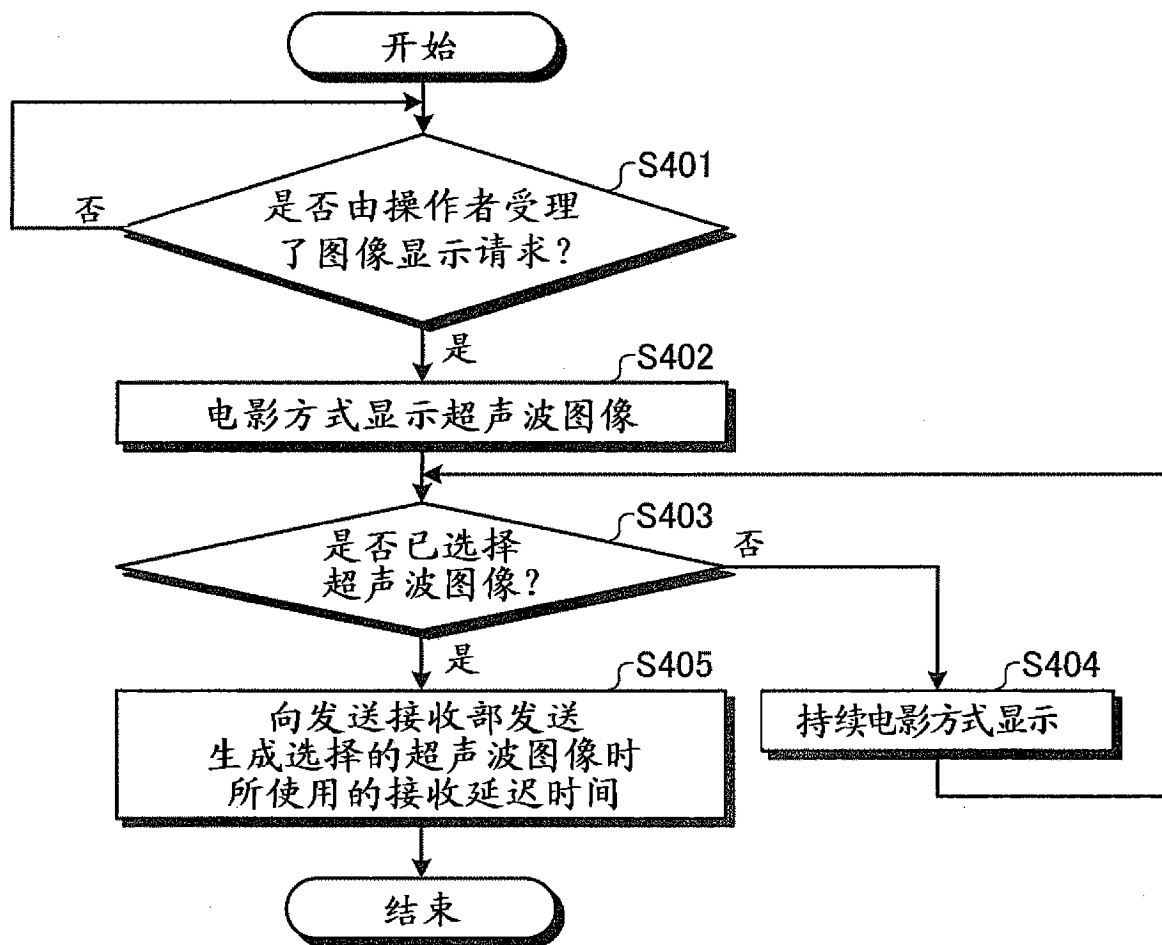 开始
S401
是否由操作者受理
了图像显示请求?
否
是
S402
电影方式显示超声波图像
S403
是否已选择
超声波图像?
否
是
S405
S404
向发送接收部发送
生成选择的超声波图像时
所使用的接收延迟时间
持续电影方式显示
结束